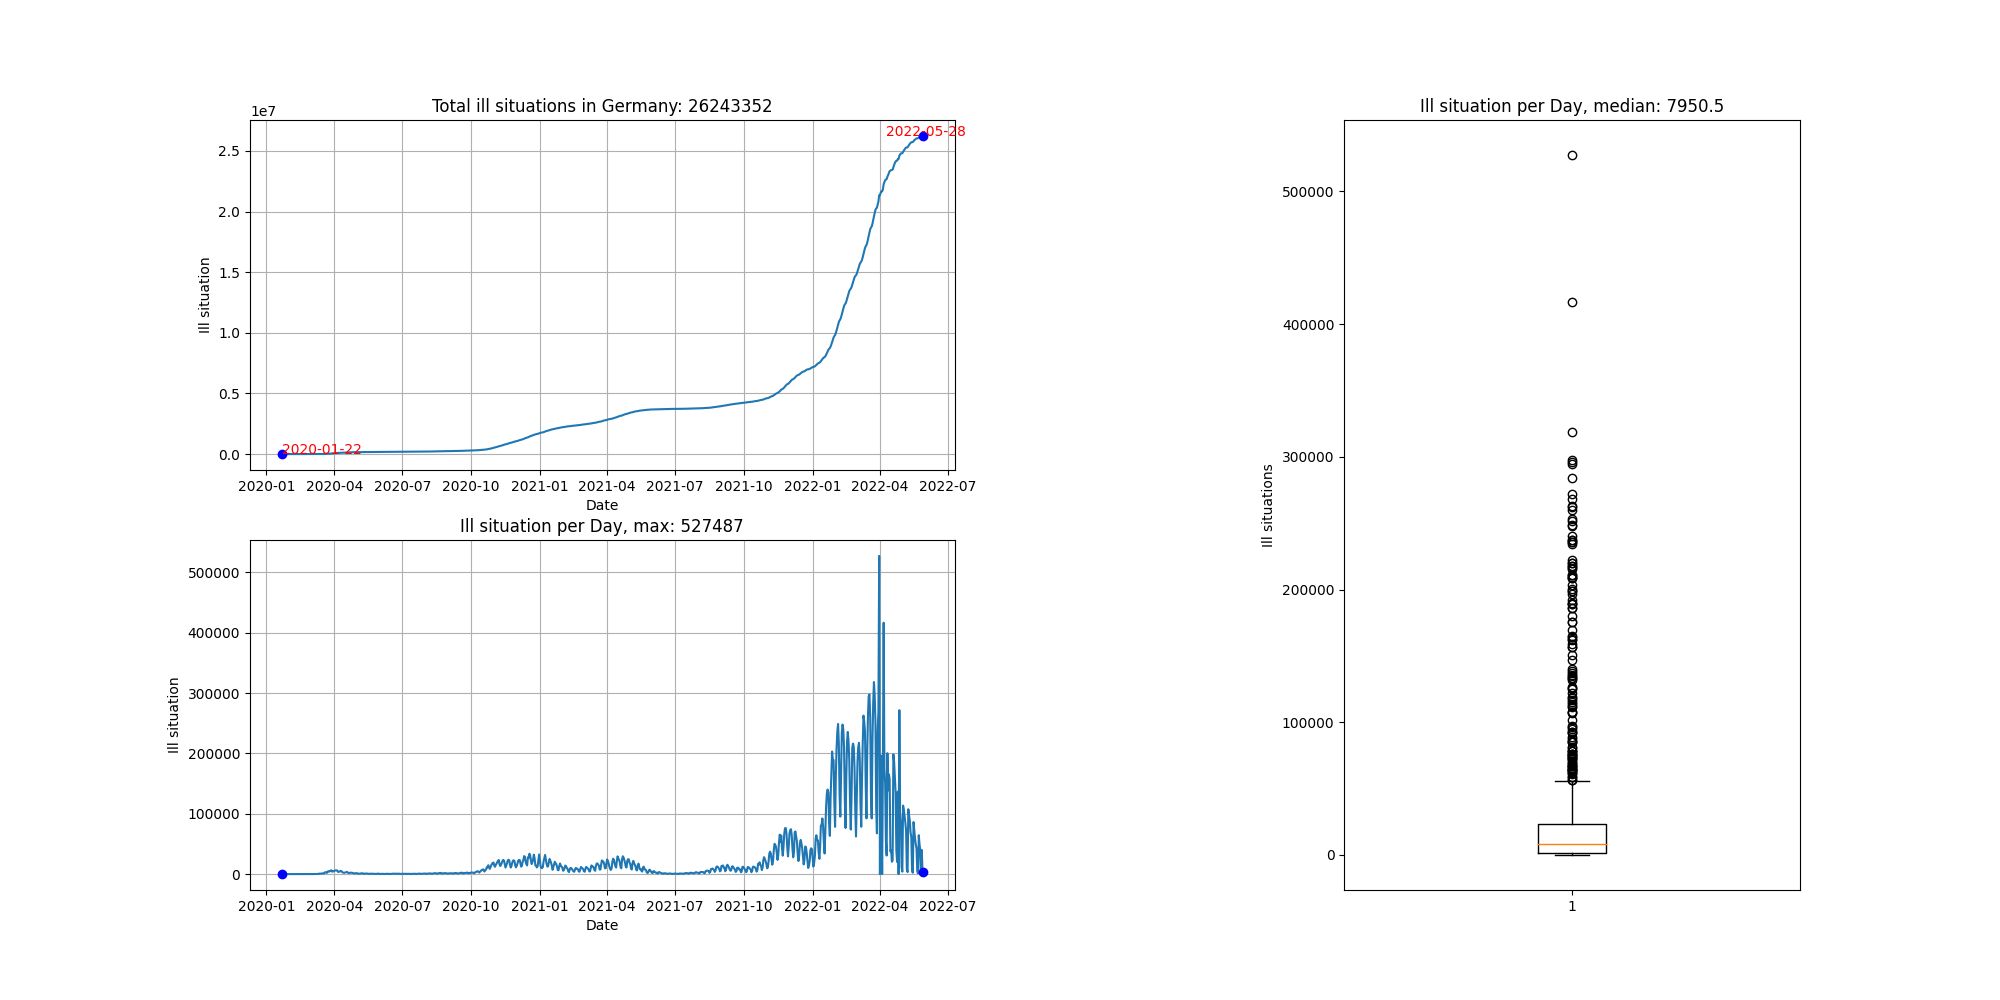 Total ill situations in Germany: 26243352
1e7
2022-05-28
2.5
2.0
1.5
1.0
0.5
0.0
Ill situation
2020-01-22
2020-01 2020-04 2020-07 2020-10 2021-01 2021-04 2021-07 2021-10 2022-01 2022-04 2022-07
Date
Ill situation per Day, max: 527487
500000
400000
300000
200000
100000
0
Ill situation
2020-01 2020-04 2020-07 2020-10 2021-01 2021-04 2021-07 2021-10 2022-01 2022-04 2022-07
Date
Ill situation per Day, median: 7950.5
500000
400000
300000
200000
100000
0
Ill situations
1